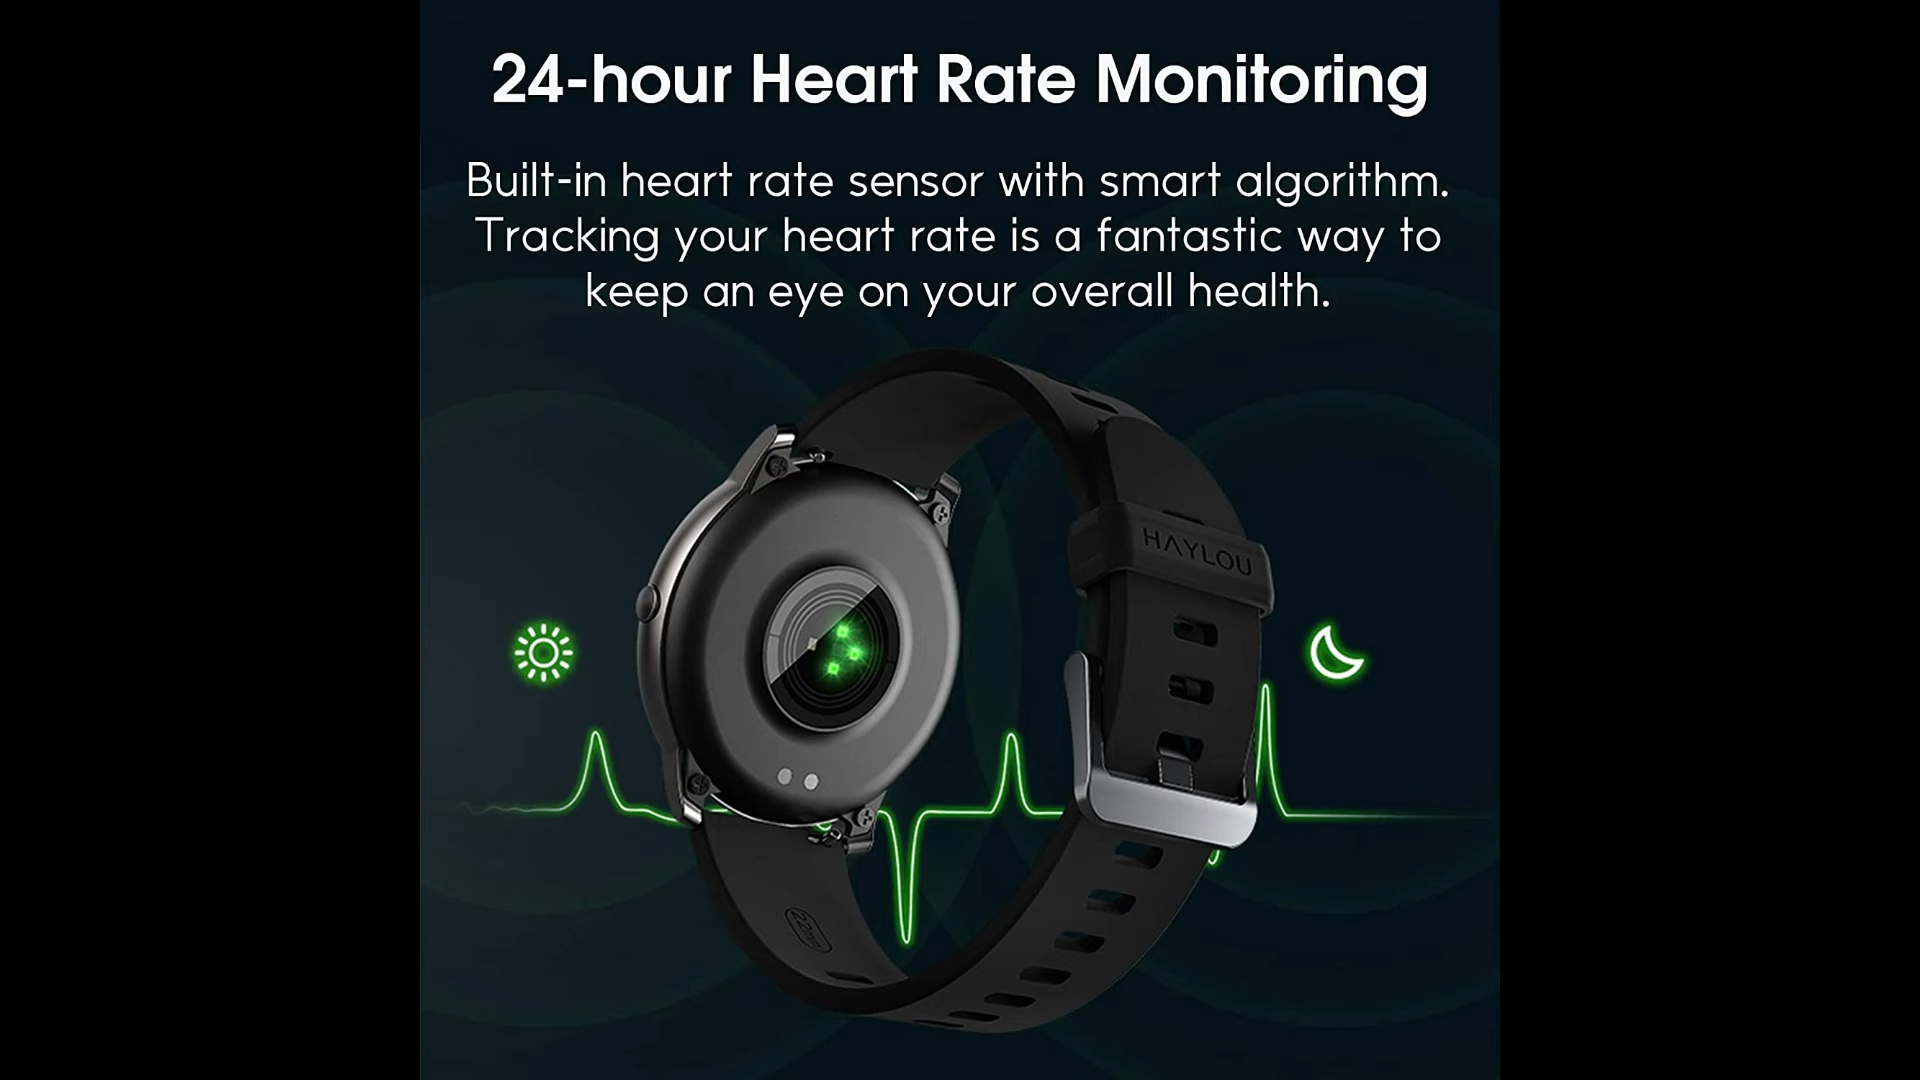 24-hour Heart Rate Monitoring
Built-in heart rate sensor with smart algorithm.
Tracking your heart rate is a fantastic way to
keep an eye on your overall health.
HAYLOU
22mm